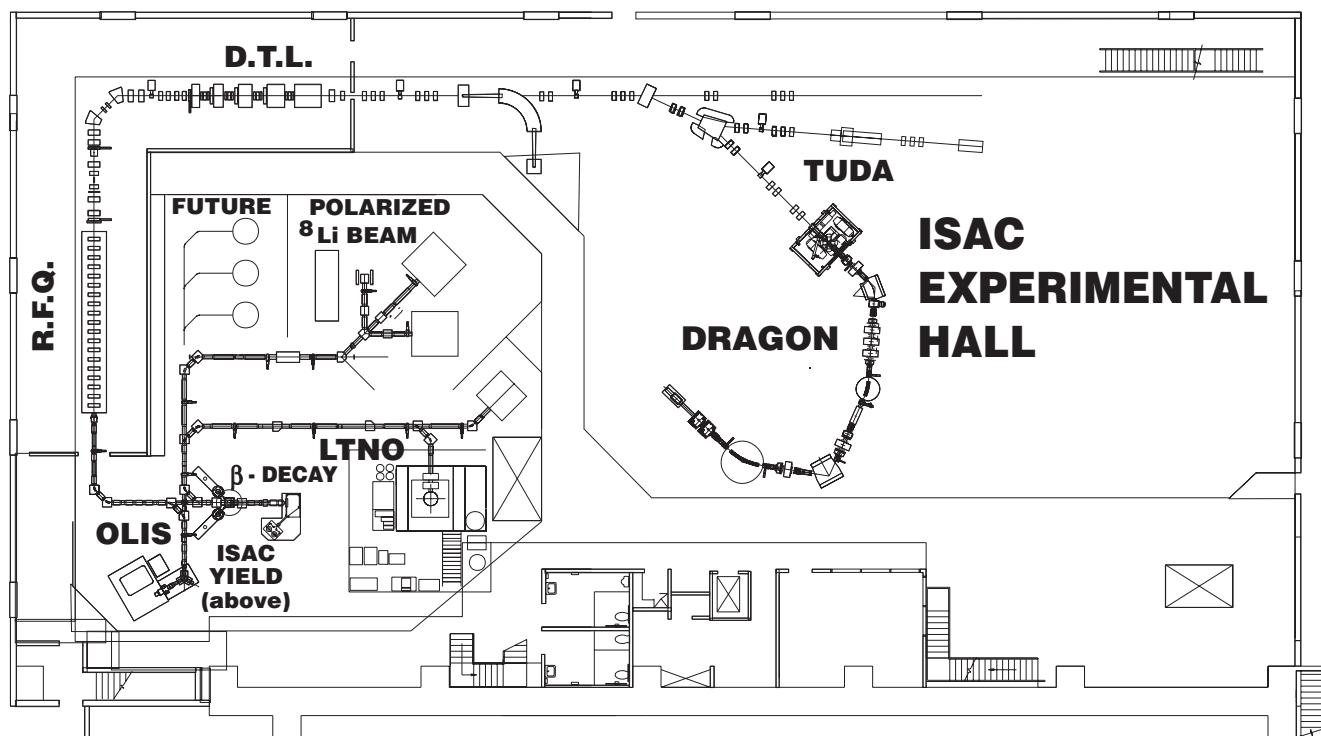 D.T.L.
TUDA
FUTURE
POLARIZED
⁸Li BEAM
ISAC
EXPERIMENTAL
HALL
R.F.Q.
DRAGON
LTNO
β - DECAY
OLIS
ISAC
YIELD
(above)